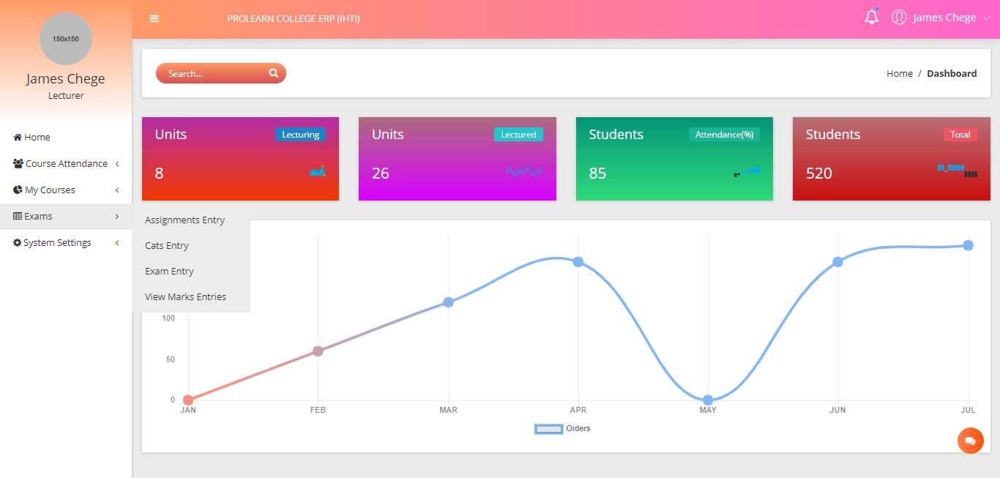 150x150
James Chege
Lecturer
Home
Course Attendance
My Courses
Exams
System Settings
PROLEARN COLLEGE ERP (IHTI)
James Chege
Search...
Home / Dashboard
Units Lecturing
8
Units Lectured
26
Students Attendance(%)
85
Students Total
520
Assignments Entry
Cats Entry
Exam Entry
View Marks Entries
100
50
0
JAN FEB MAR APR MAY JUN JUL
Orders